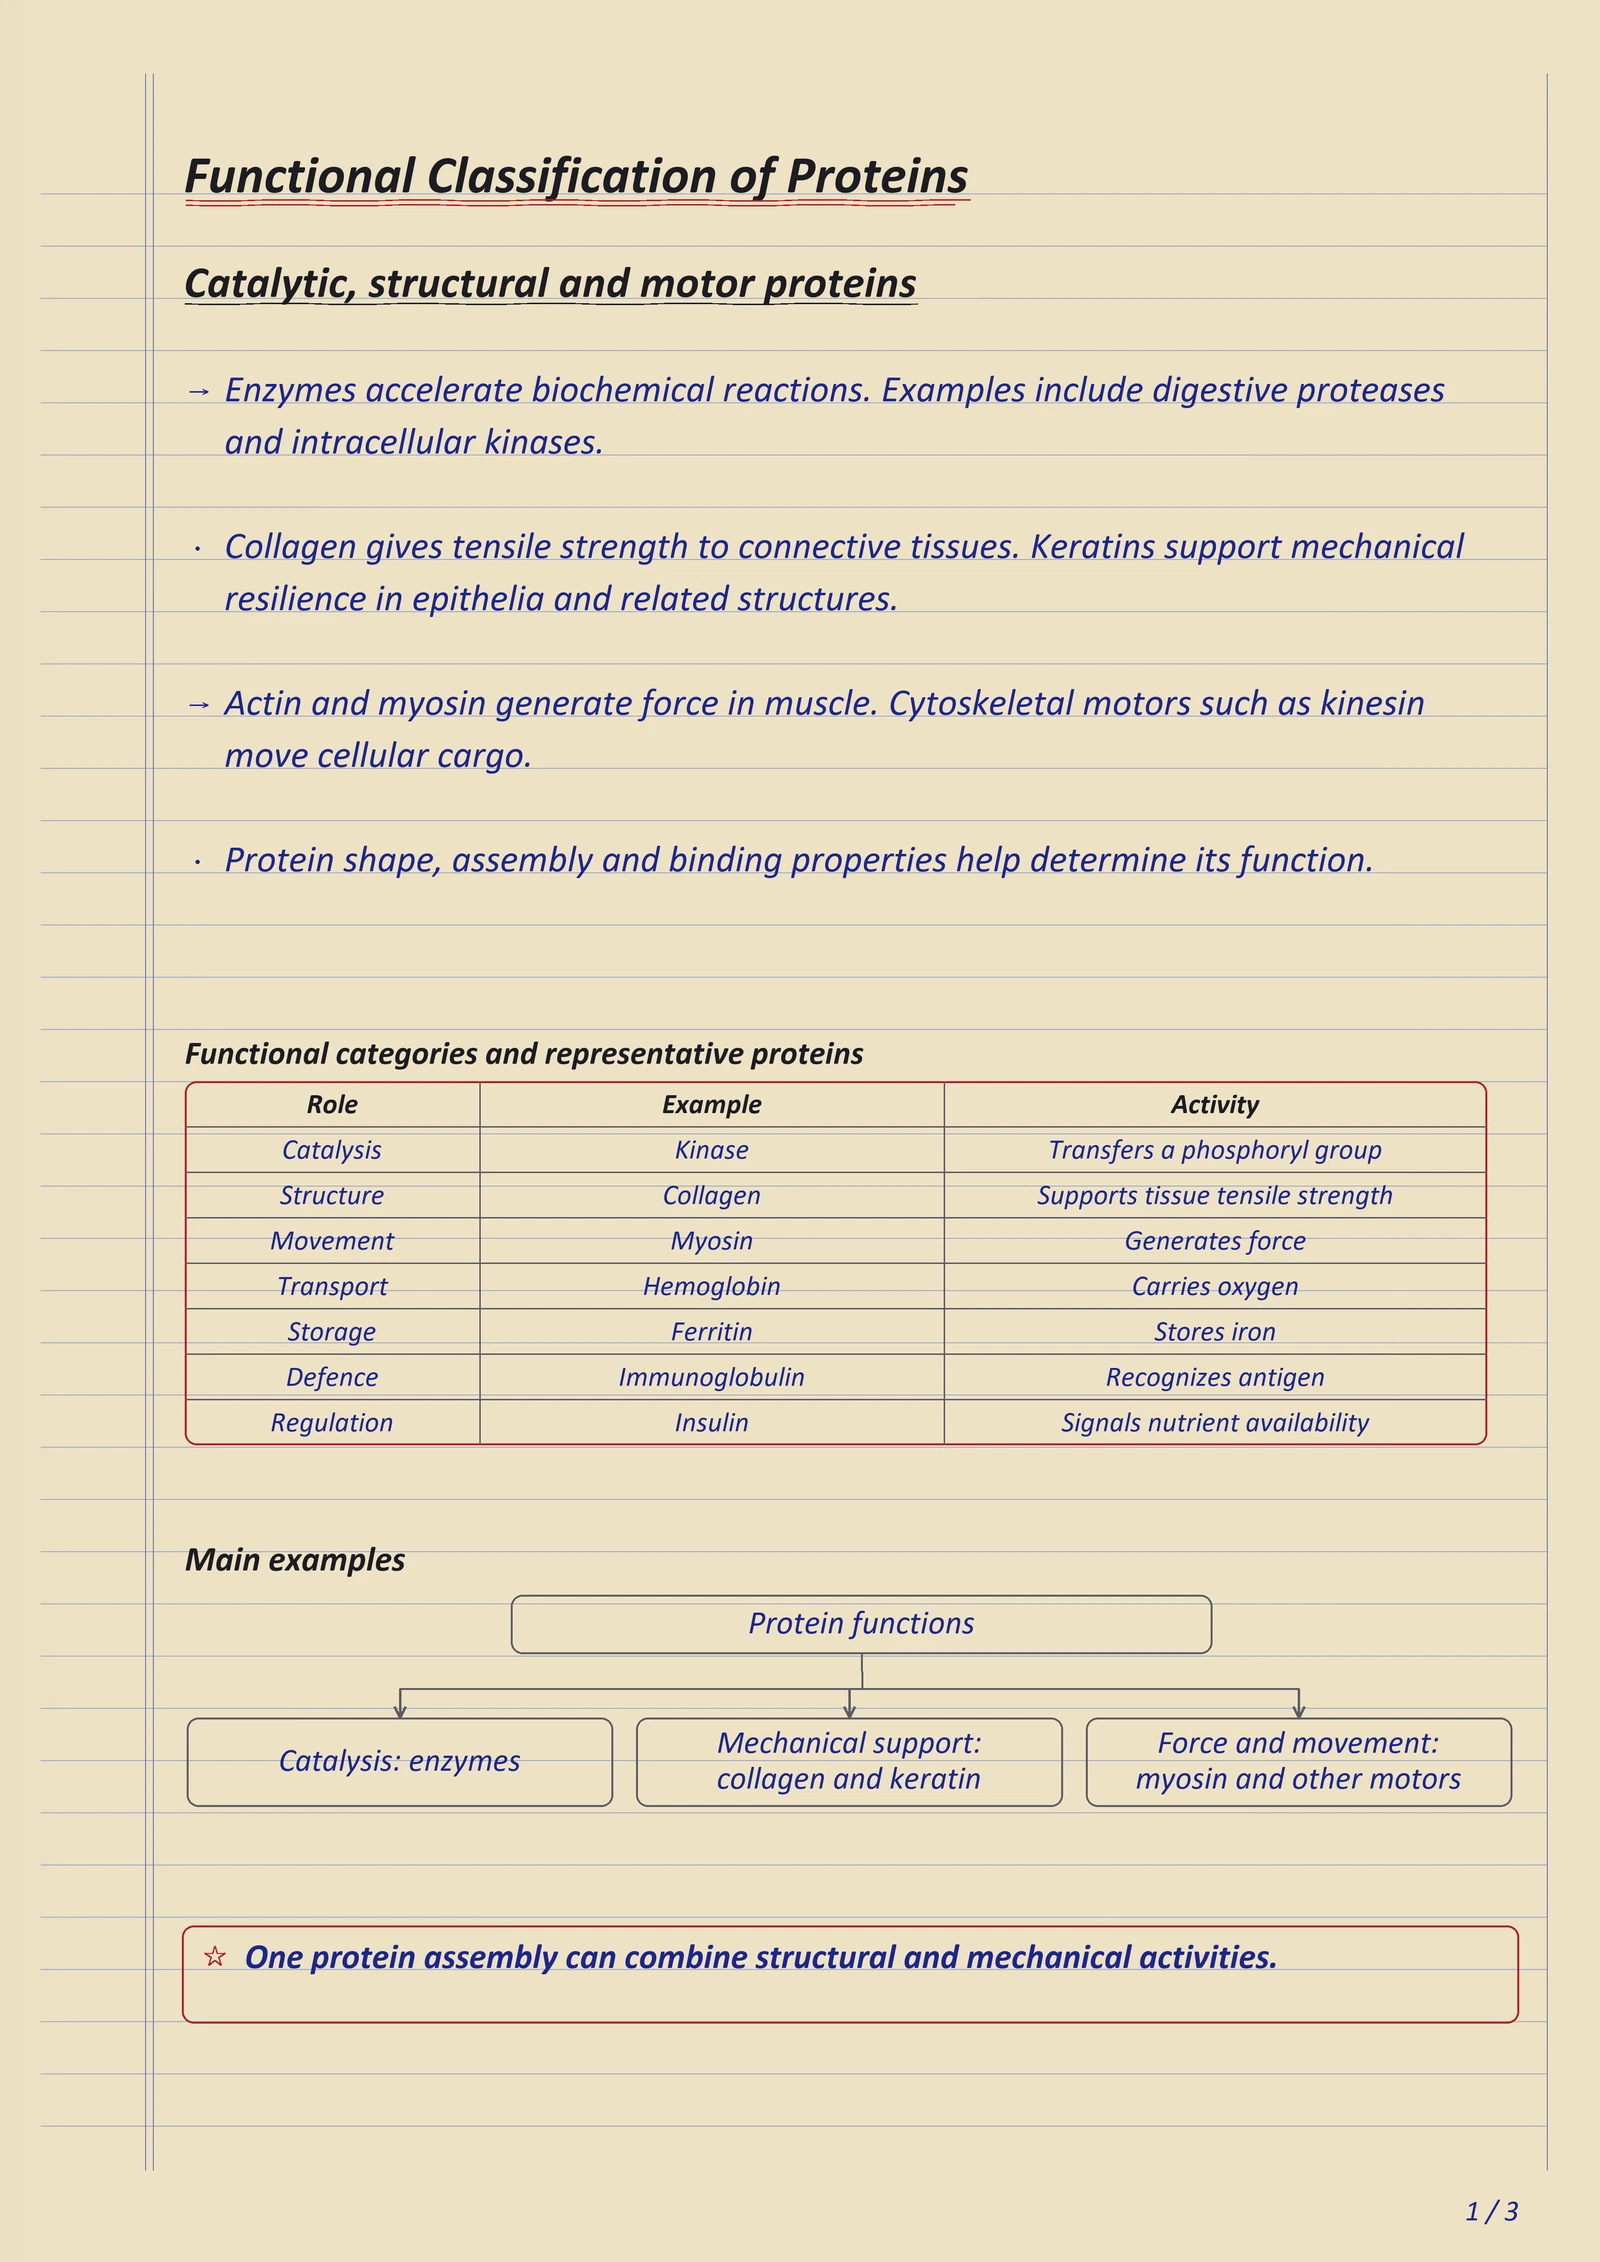 Functional Classification of Proteins
Catalytic, structural and motor proteins
→ Enzymes accelerate biochemical reactions. Examples include digestive proteases
and intracellular kinases.
· Collagen gives tensile strength to connective tissues. Keratins support mechanical
resilience in epithelia and related structures.
→ Actin and myosin generate force in muscle. Cytoskeletal motors such as kinesin
move cellular cargo.
· Protein shape, assembly and binding properties help determine its function.
Functional categories and representative proteins
Role Example Activity
Catalysis Kinase Transfers a phosphoryl group
Structure Collagen Supports tissue tensile strength
Movement Myosin Generates force
Transport Hemoglobin Carries oxygen
Storage Ferritin Stores iron
Defence Immunoglobulin Recognizes antigen
Regulation Insulin Signals nutrient availability
Main examples
Protein functions
Catalysis: enzymes
Mechanical support:
collagen and keratin
Force and movement:
myosin and other motors
☆ One protein assembly can combine structural and mechanical activities.
1 / 3